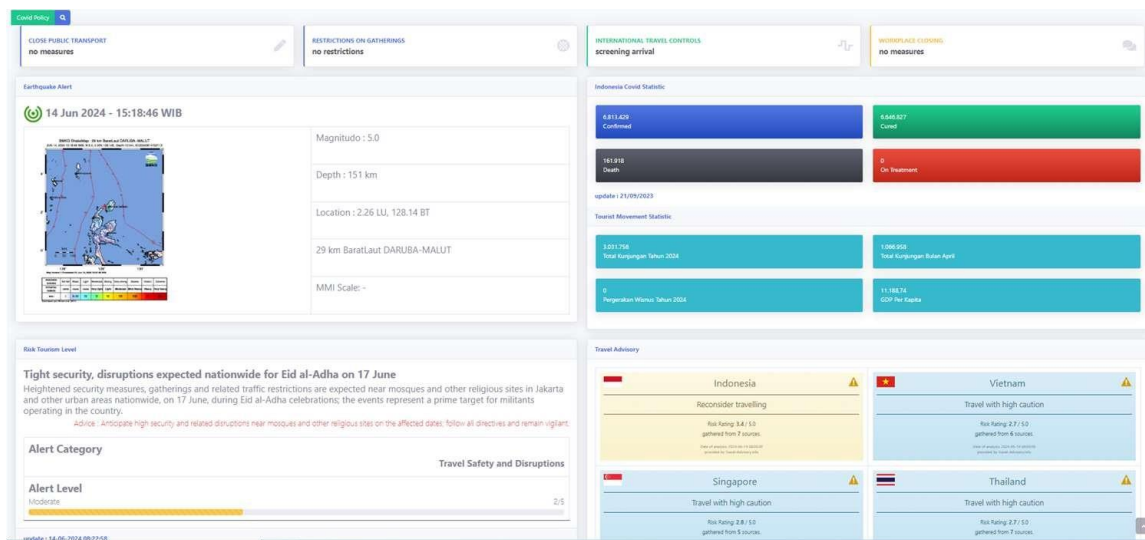 Covid Policy
CLOSE PUBLIC TRANSPORT
no measures
RESTRICTIONS ON GATHERINGS
no restrictions
INTERNATIONAL TRAVEL CONTROLS
screening arrival
WORKPLACE CLOSING
no measures
Earthquake Alert
14 Jun 2024 - 15:18:46 WIB
Magnitudo : 5.0
Depth : 151 km
Location : 2.26 LU, 128.14 BT
29 km BaratLaut DARUBA-MALUT
MMI Scale: -
Indonesia Covid Statistic
6.813.429
Confirmed
6.646.827
Cured
161.918
Death
0
On Treatment
update : 21/09/2023
Tourist Movement Statistic
3.031.756
Total Kunjungan Tahun 2024
1.066.958
Total Kunjungan Bulan April
0
Pergerakan Wisnus Tahun 2024
11.188,74
GDP Per Kapita
Risk Tourism Level
Tight security, disruptions expected nationwide for Eid al-Adha on 17 June
Heightened security measures, gatherings and related traffic restrictions are expected near mosques and other religious sites in Jakarta
and other urban areas nationwide, on 17 June, during Eid al-Adha celebrations; the events represent a prime target for militants
operating in the country.
Advice : Anticipate high security and related disruptions near mosques and other religious sites on the affected dates; follow all directives and remain vigilant.
Alert Category
Travel Safety and Disruptions
Alert Level
Moderate 2/5
update : 14-06-2024 08:22:58
Travel Advisory
Indonesia
Reconsider travelling
Risk Rating: 3.4 / 5.0
gathered from 7 sources.
Vietnam
Travel with high caution
Risk Rating: 2.7 / 5.0
gathered from 6 sources.
Singapore
Travel with high caution
Risk Rating: 2.8 / 5.0
gathered from 5 sources.
Thailand
Travel with high caution
Risk Rating: 2.7 / 5.0
gathered from 7 sources.